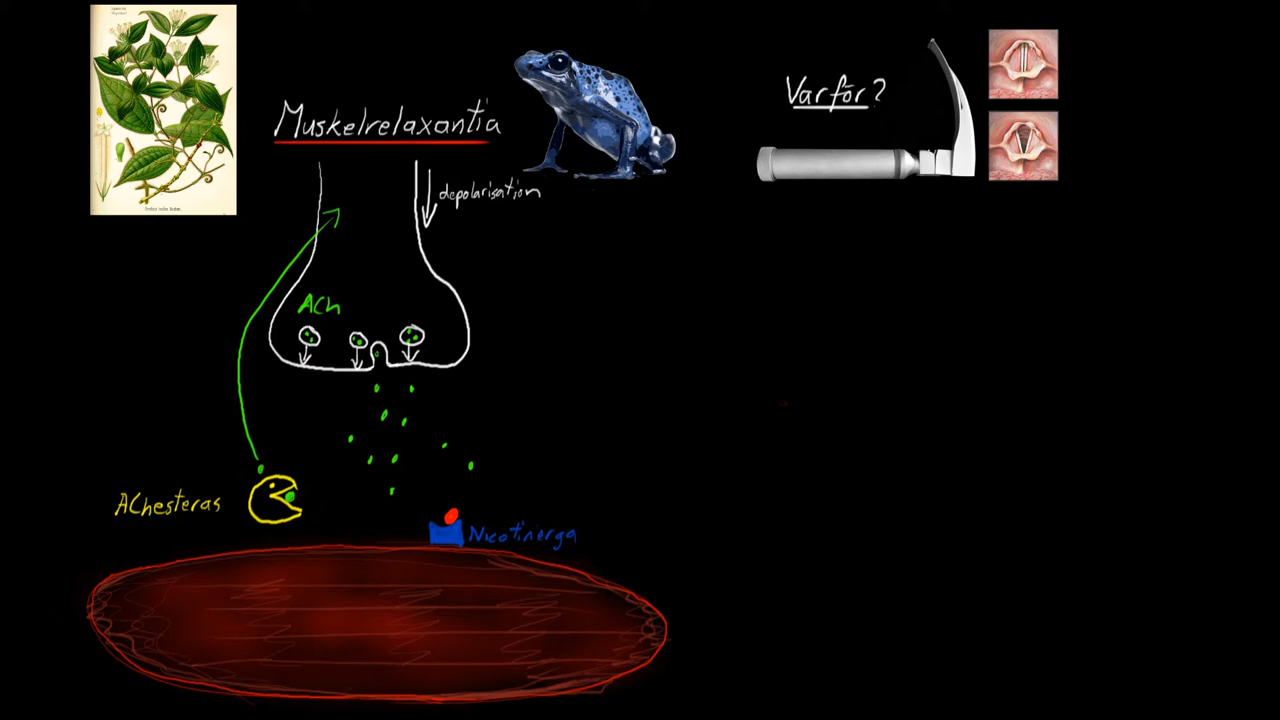 Muskelrelaxantia
Varför?
depolarisation
ACh
AChesteras
Nicotinerga